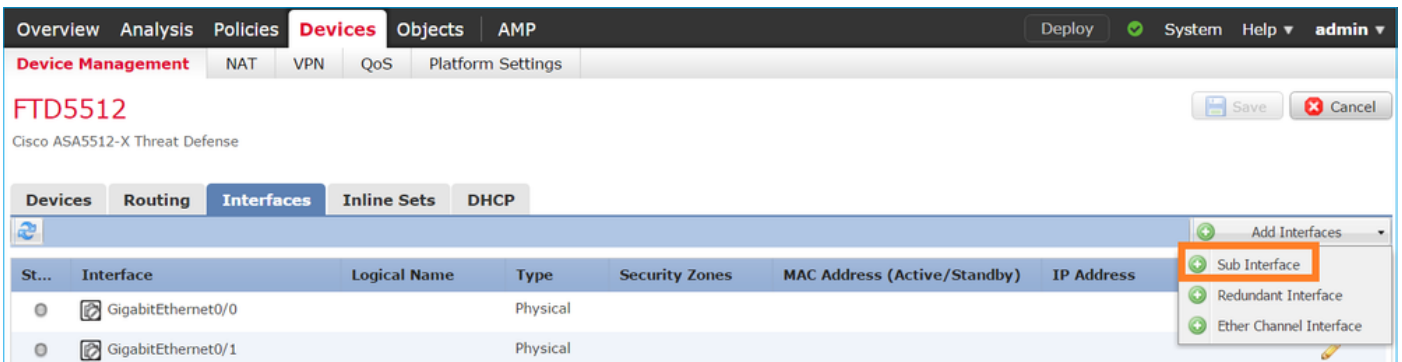 Overview Analysis Policies Devices Objects AMP Deploy System Help ▾ admin ▾
Device Management NAT VPN QoS Platform Settings
FTD5512 Save Cancel
Cisco ASA5512-X Threat Defense
Devices Routing Interfaces Inline Sets DHCP
Add Interfaces
St... Interface Logical Name Type Security Zones MAC Address (Active/Standby) IP Address
Sub Interface
Redundant Interface
GigabitEthernet0/0 Physical
Ether Channel Interface
GigabitEthernet0/1 Physical